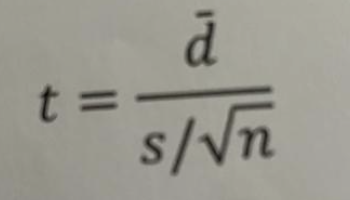 t = d̄ / (s/√n)